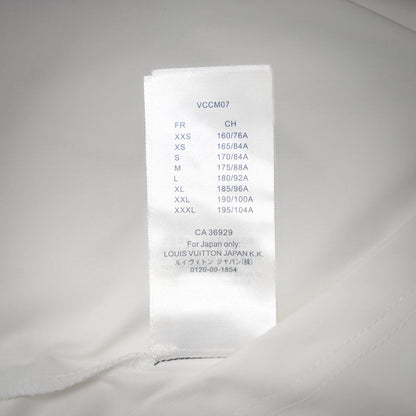 VCCM07
FR CH
XXS 160/76A
XS 165/84A
S 170/84A
M 175/88A
L 180/92A
XL 185/96A
XXL 190/100A
XXXL 195/104A
CA 36929
For Japan only:
LOUIS VUITTON JAPAN K.K.
ルイ ヴィトン ジャパン(株)
0120-00-1854